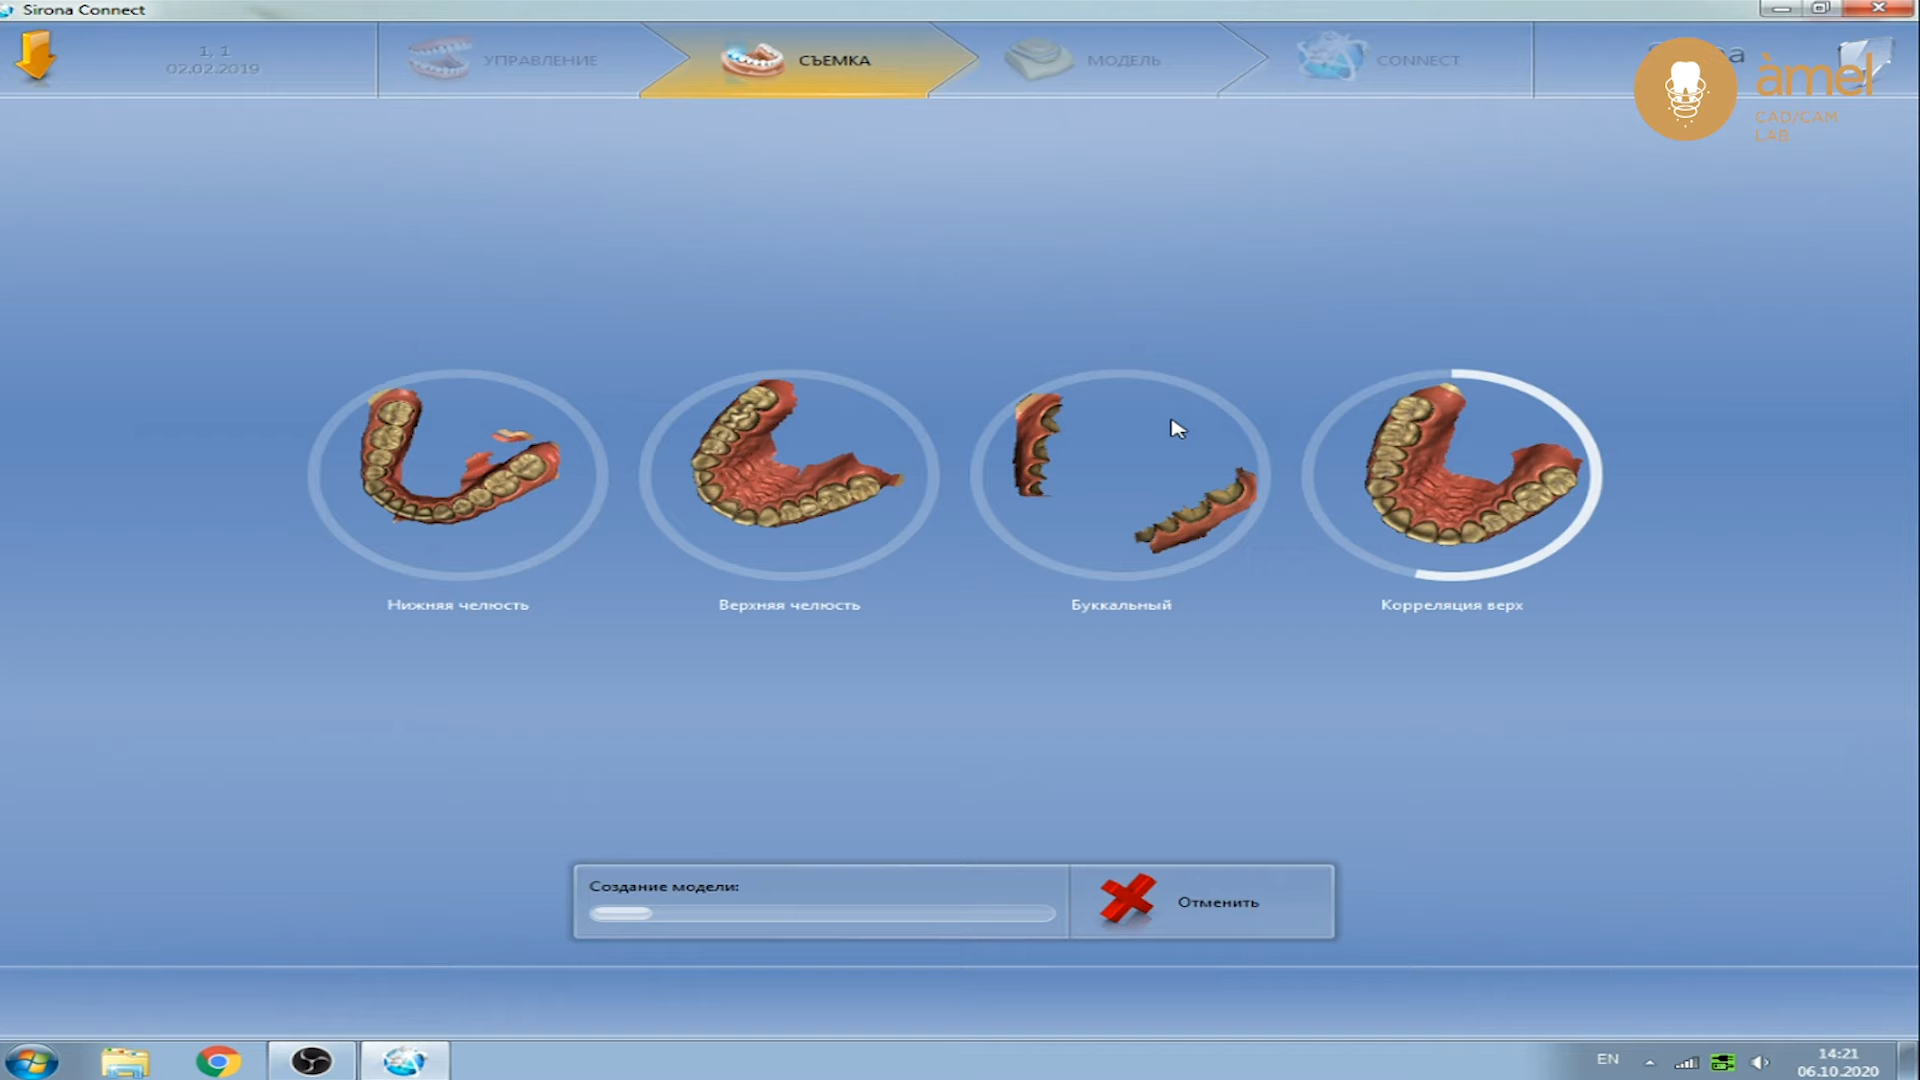 Sirona Connect
1, 1
02.02.2019
УПРАВЛЕНИЕ
СЪЕМКА
МОДЕЛЬ
CONNECT
àmel
CAD/CAM
LAB
Нижняя челюсть
Верхняя челюсть
Буккальный
Корреляция верх
Создание модели:
Отменить
EN
14:21
06.10.2020